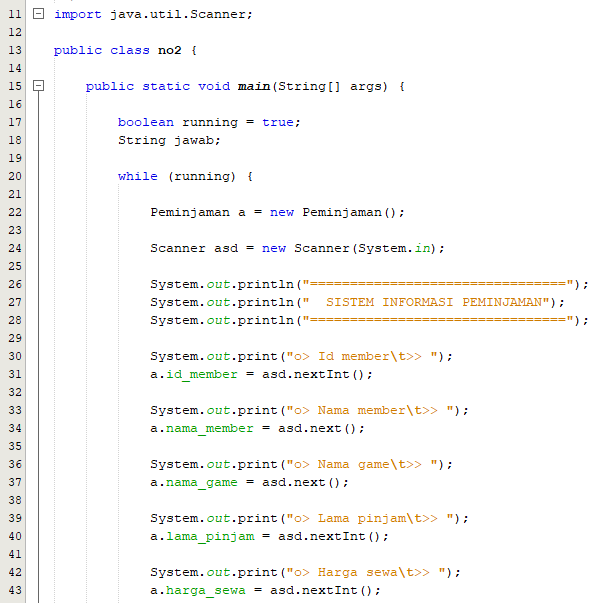 11 import java.util.Scanner;
12
13 public class no2 {
14
15 public static void main(String[] args) {
16
17 boolean running = true;
18 String jawab;
19
20 while (running) {
21
22 Peminjaman a = new Peminjaman();
23
24 Scanner asd = new Scanner(System.in);
25
26 System.out.println("================================");
27 System.out.println("  SISTEM INFORMASI PEMINJAMAN");
28 System.out.println("================================");
29
30 System.out.print("o> Id member\t>> ");
31 a.id_member = asd.nextInt();
32
33 System.out.print("o> Nama member\t>> ");
34 a.nama_member = asd.next();
35
36 System.out.print("o> Nama game\t>> ");
37 a.nama_game = asd.next();
38
39 System.out.print("o> Lama pinjam\t>> ");
40 a.lama_pinjam = asd.nextInt();
41
42 System.out.print("o> Harga sewa\t>> ");
43 a.harga_sewa = asd.nextInt();